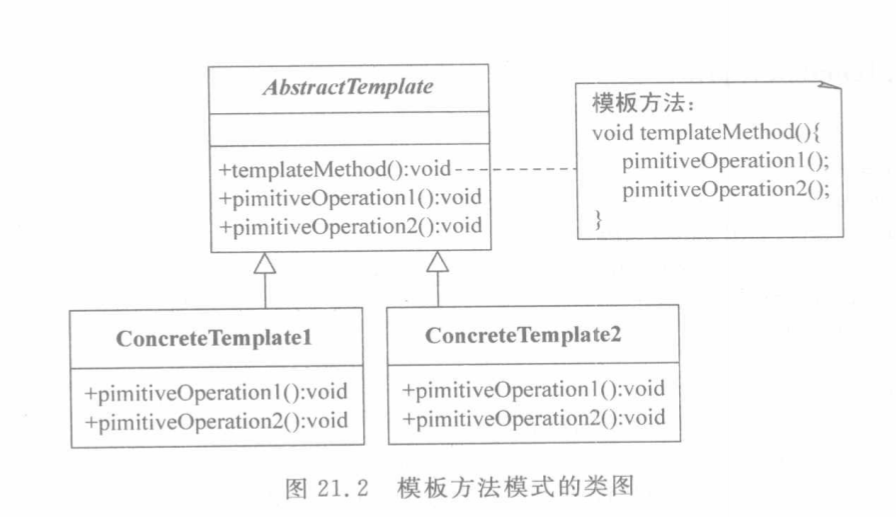 AbstractTemplate
+templateMethod():void
+pimitiveOperation1():void
+pimitiveOperation2():void
模板方法：
void templateMethod(){
pimitiveOperation1();
pimitiveOperation2();
}
ConcreteTemplate1
+pimitiveOperation1():void
+pimitiveOperation2():void
ConcreteTemplate2
+pimitiveOperation1():void
+pimitiveOperation2():void
图 21.2 模板方法模式的类图